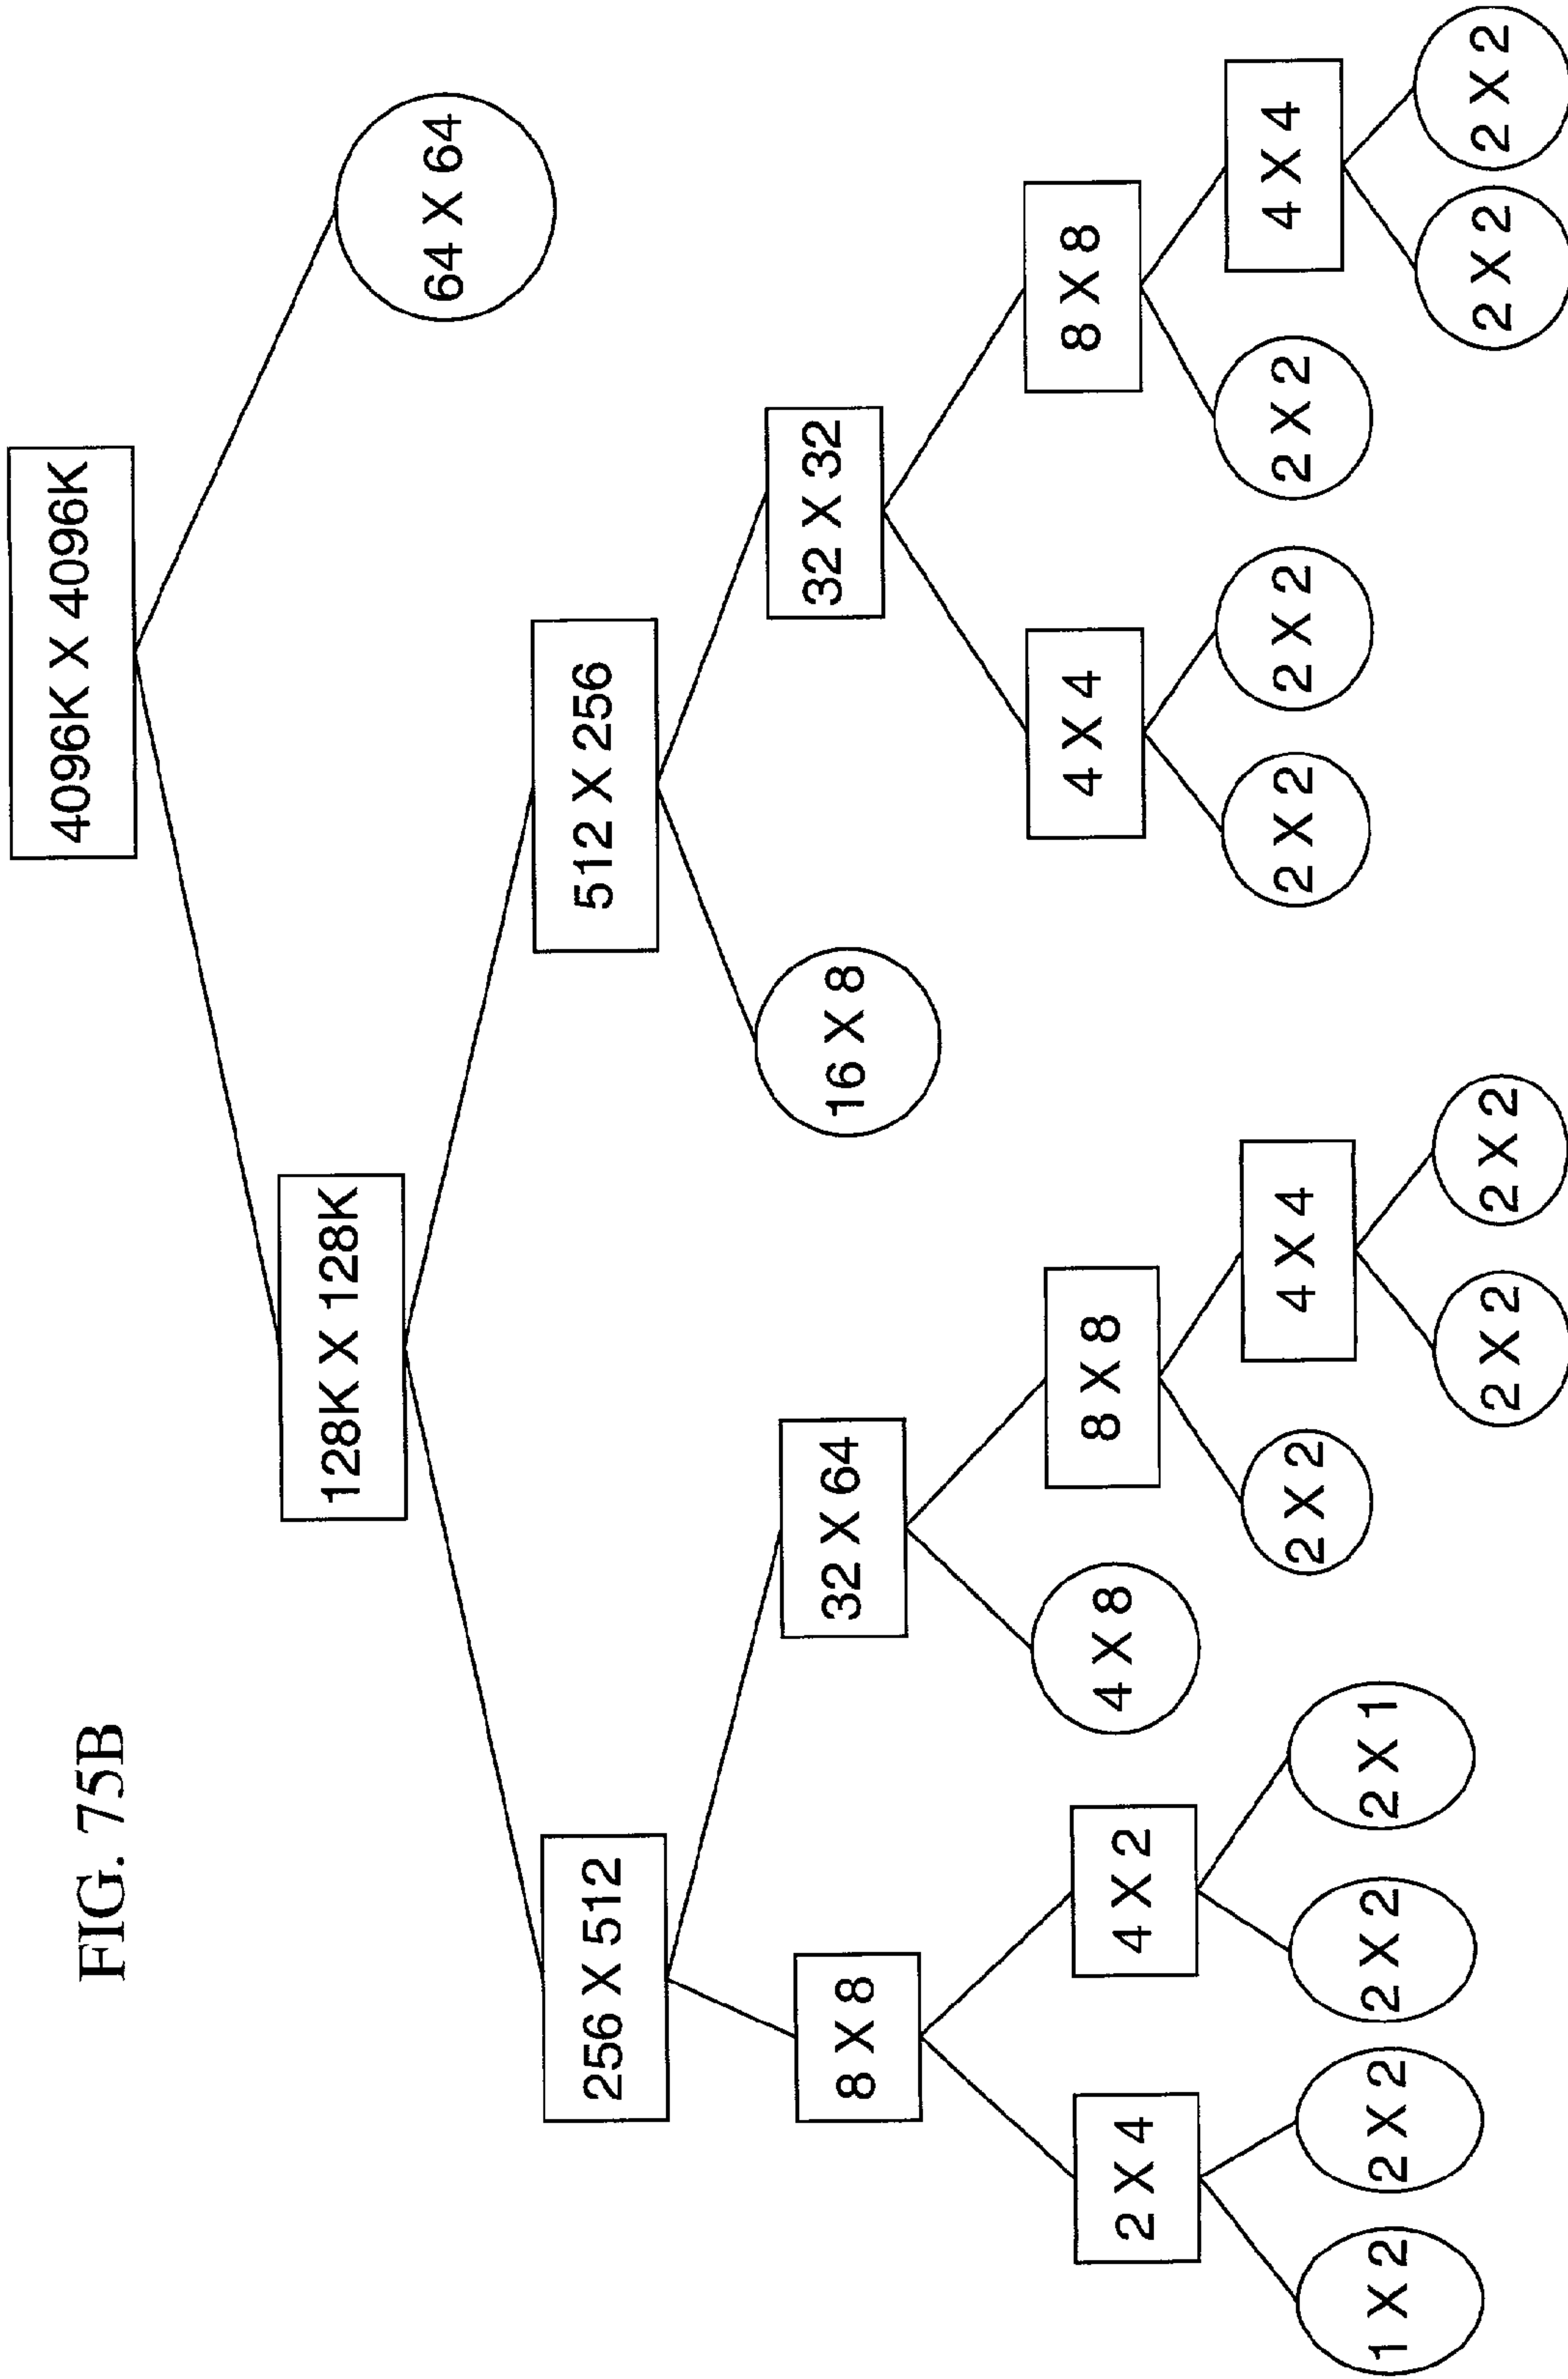 FIG. 75B
4096K X 4096K
128K X 128K
64 X 64
256 X 512
512 X 256
8 X 8
32 X 64
16 X 8
32 X 32
2 X 4
4 X 2
4 X 8
8 X 8
4 X 4
8 X 8
1 X 2
2 X 2
2 X 2
2 X 1
2 X 2
4 X 4
2 X 2
2 X 2
2 X 2
4 X 4
2 X 2
2 X 2
2 X 2
2 X 2